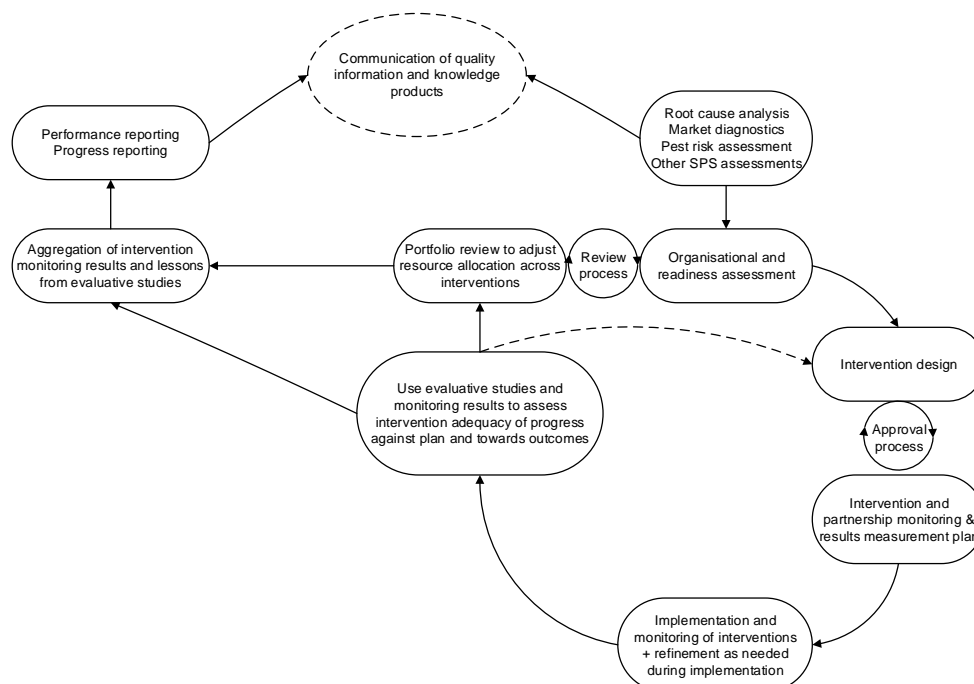 Communication of quality
information and knowledge
products
Performance reporting
Progress reporting
Root cause analysis
Market diagnostics
Pest risk assessment
Other SPS assessments
Aggregation of intervention
monitoring results and lessons
from evaluative studies
Portfolio review to adjust
resource allocation across
interventions
Review
process
Organisational and
readiness assessment
Intervention design
Use evaluative studies and
monitoring results to assess
intervention adequacy of progress
against plan and towards outcomes
Approval
process
Intervention and
partnership monitoring &
results measurement plan
Implementation and
monitoring of interventions
+ refinement as needed
during implementation